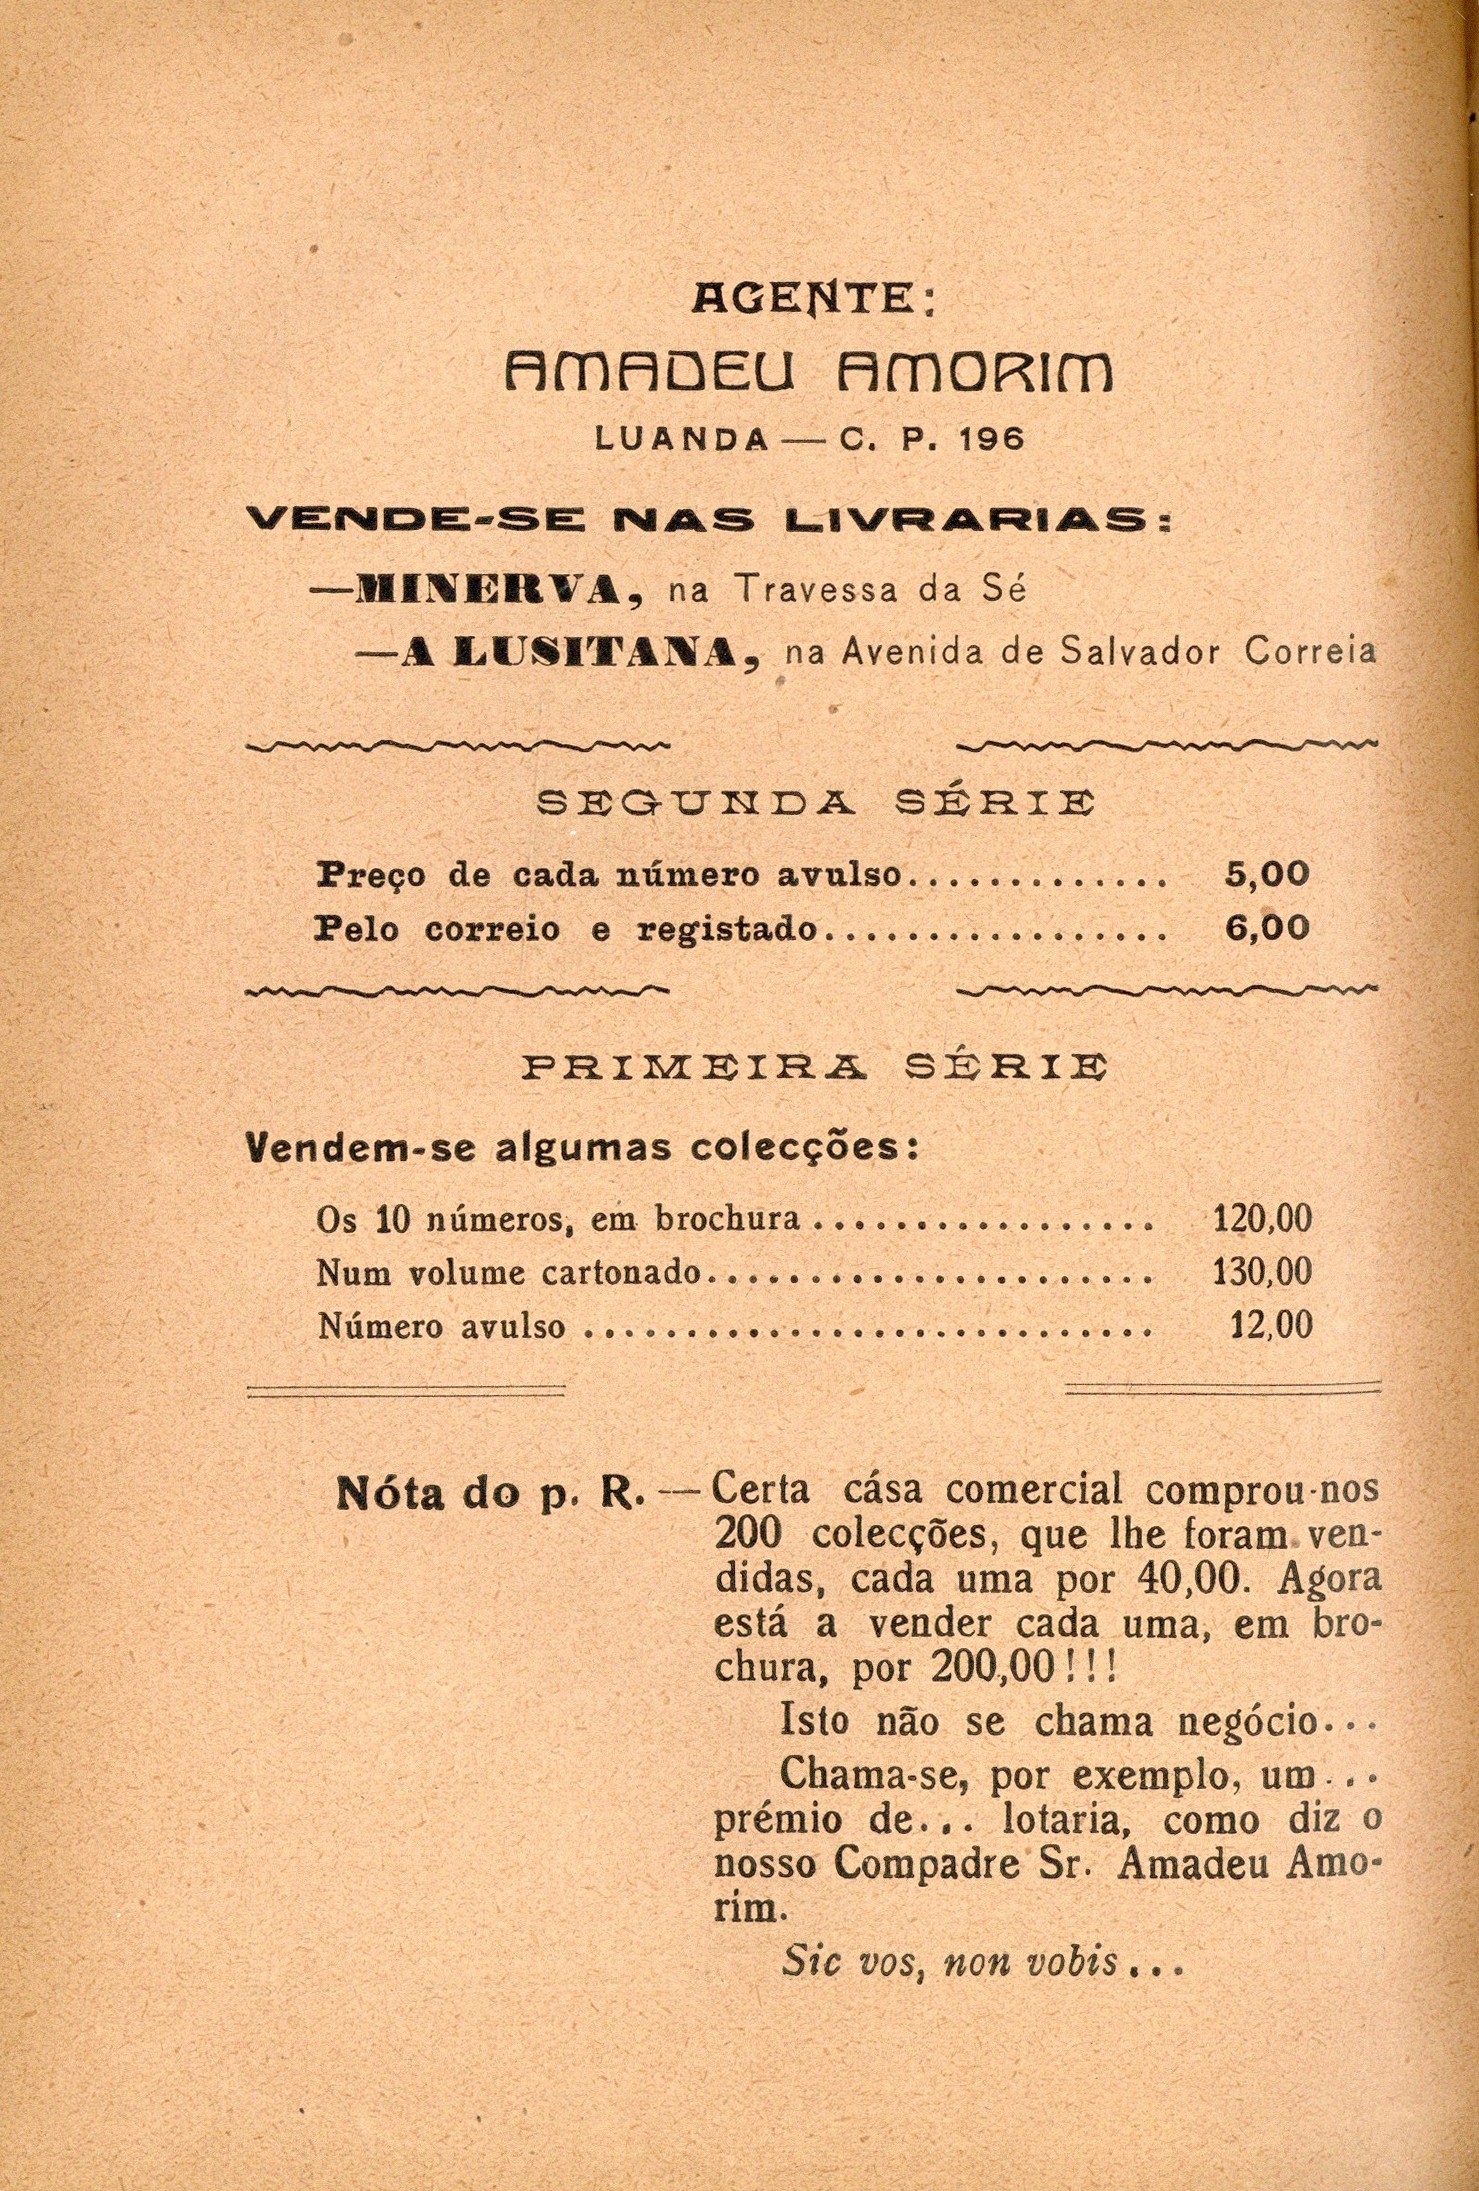 AGENTE:
AMADEU AMORIM
LUANDA — C. P. 196
VENDE-SE NAS LIVRARIAS:
—MINERVA, na Travessa da Sé
—A LUSITANA, na Avenida de Salvador Correia
SEGUNDA SÉRIE
Preço de cada número avulso............. 5,00
Pelo correio e registado................. 6,00
PRIMEIRA SÉRIE
Vendem-se algumas colecções:
Os 10 números, em brochura ................. 120,00
Num volume cartonado...................... 130,00
Número avulso ............................ 12,00
Nóta do p. R. — Certa cása comercial comprou-nos
200 colecções, que lhe foram ven-
didas, cada uma por 40,00. Agora
está a vender cada uma, em bro-
chura, por 200,00!!!
Isto não se chama negócio...
Chama-se, por exemplo, um...
prémio de... lotaria, como diz o
nosso Compadre Sr. Amadeu Amo-
rim.
Sic vos, non vobis...